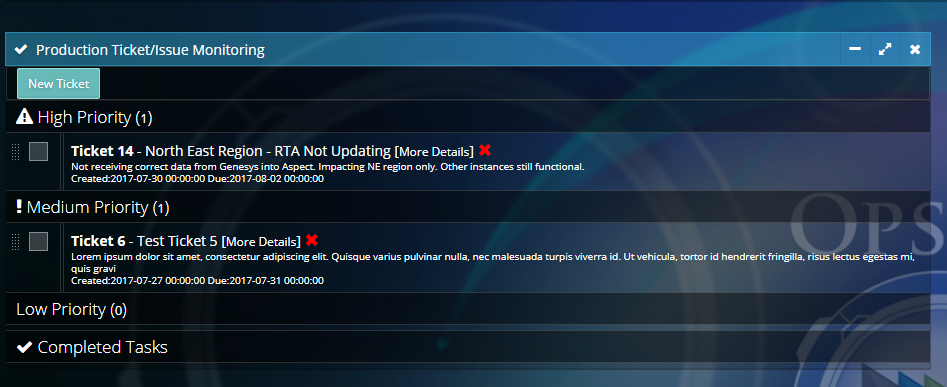 Production Ticket/Issue Monitoring
New Ticket
High Priority (1)
Ticket 14 - North East Region - RTA Not Updating [More Details]
Not receiving correct data from Genesys into Aspect. Impacting NE region only. Other instances still functional.
Created:2017-07-30 00:00:00 Due:2017-08-02 00:00:00
Medium Priority (1)
OPS
Ticket 6 - Test Ticket 5 [More Details]
Lorem ipsum dolor sit amet, consectetur adipiscing elit. Quisque varius pulvinar nulla, nec malesuada turpis viverra id. Ut vehicula, tortor id hendrerit fringilla, risus lectus egestas mi,
quis gravi
Created:2017-07-27 00:00:00 Due:2017-07-31 00:00:00
Low Priority (0)
Completed Tasks